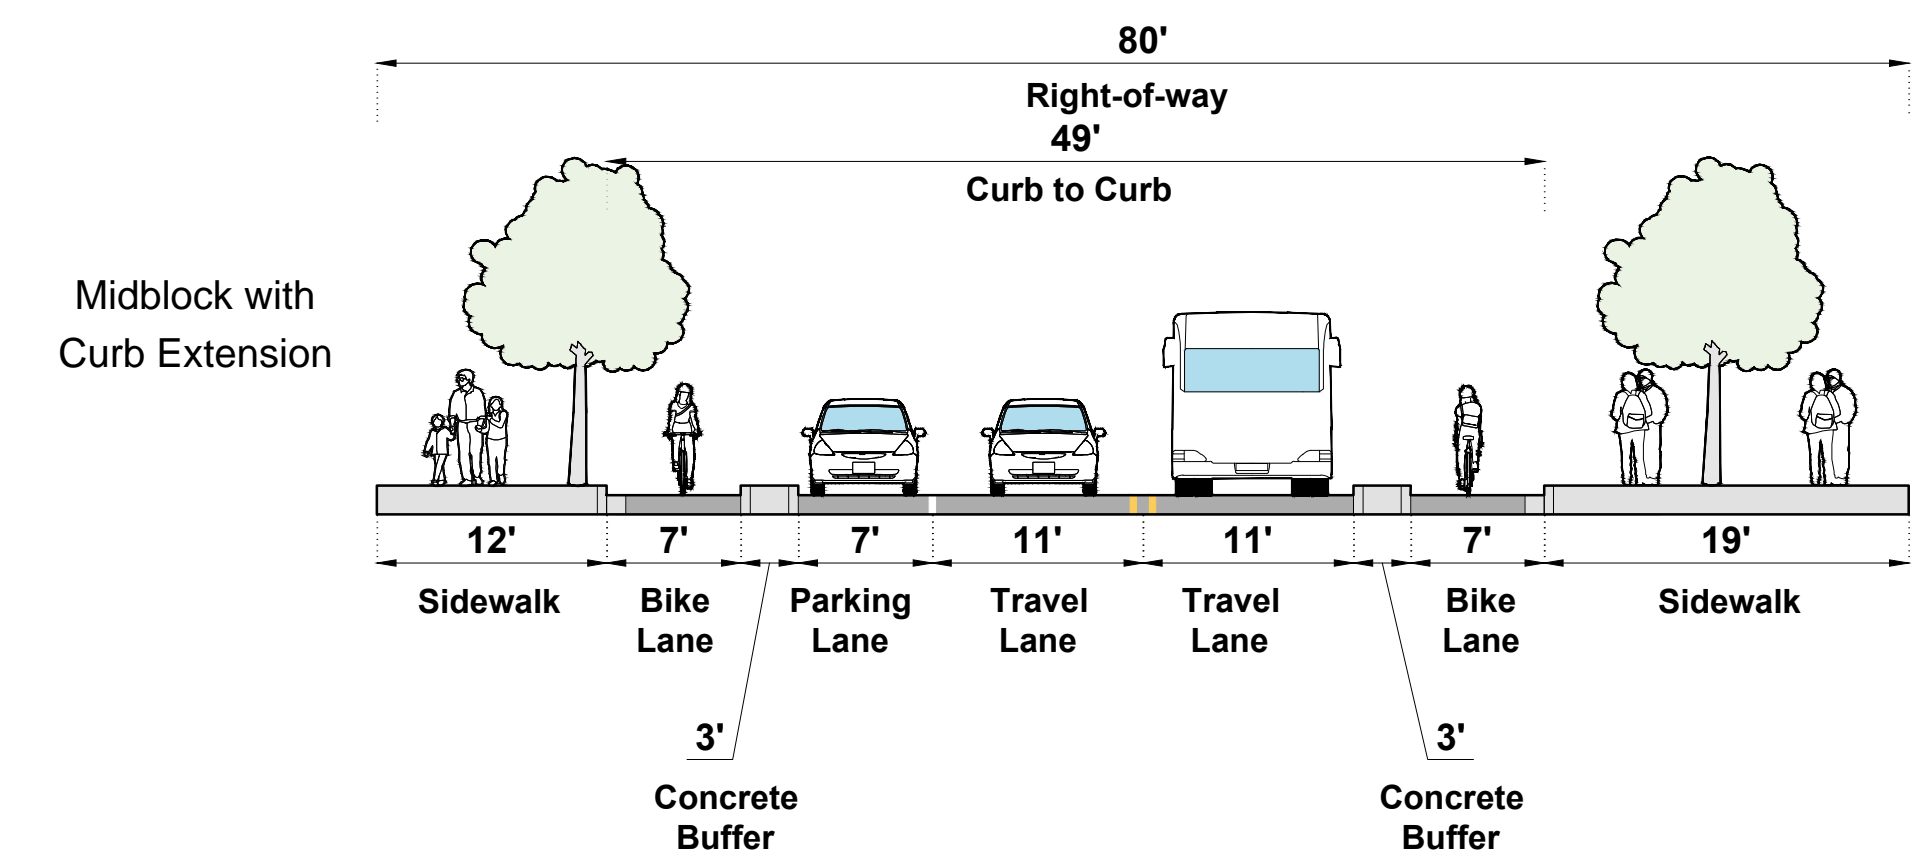 80'
Right-of-way
49'
Curb to Curb
Midblock with
Curb Extension
12'
7'
7'
11'
11'
7'
19'
Sidewalk
Bike
Lane
Parking
Lane
Travel
Lane
Travel
Lane
Bike
Lane
Sidewalk
3'
Concrete
Buffer
3'
Concrete
Buffer